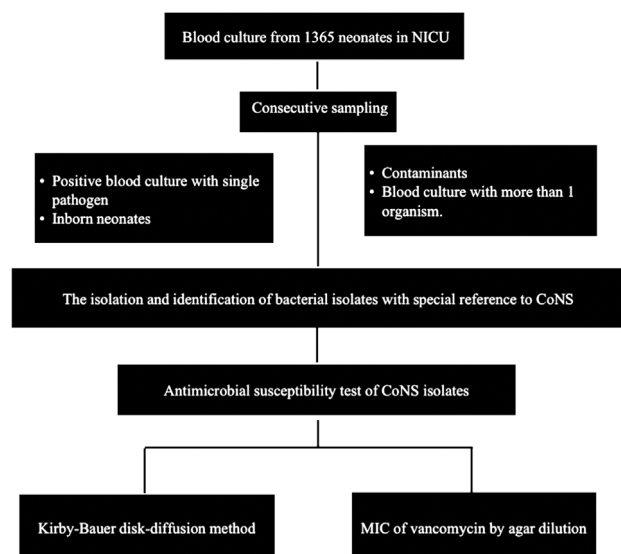 Blood culture from 1365 neonates in NICU
Consecutive sampling
• Positive blood culture with single
pathogen
• Inborn neonates
• Contaminants
• Blood culture with more than 1
organism.
The isolation and identification of bacterial isolates with special reference to CoNS
Antimicrobial susceptibility test of CoNS isolates
Kirby-Bauer disk-diffusion method
MIC of vancomycin by agar dilution